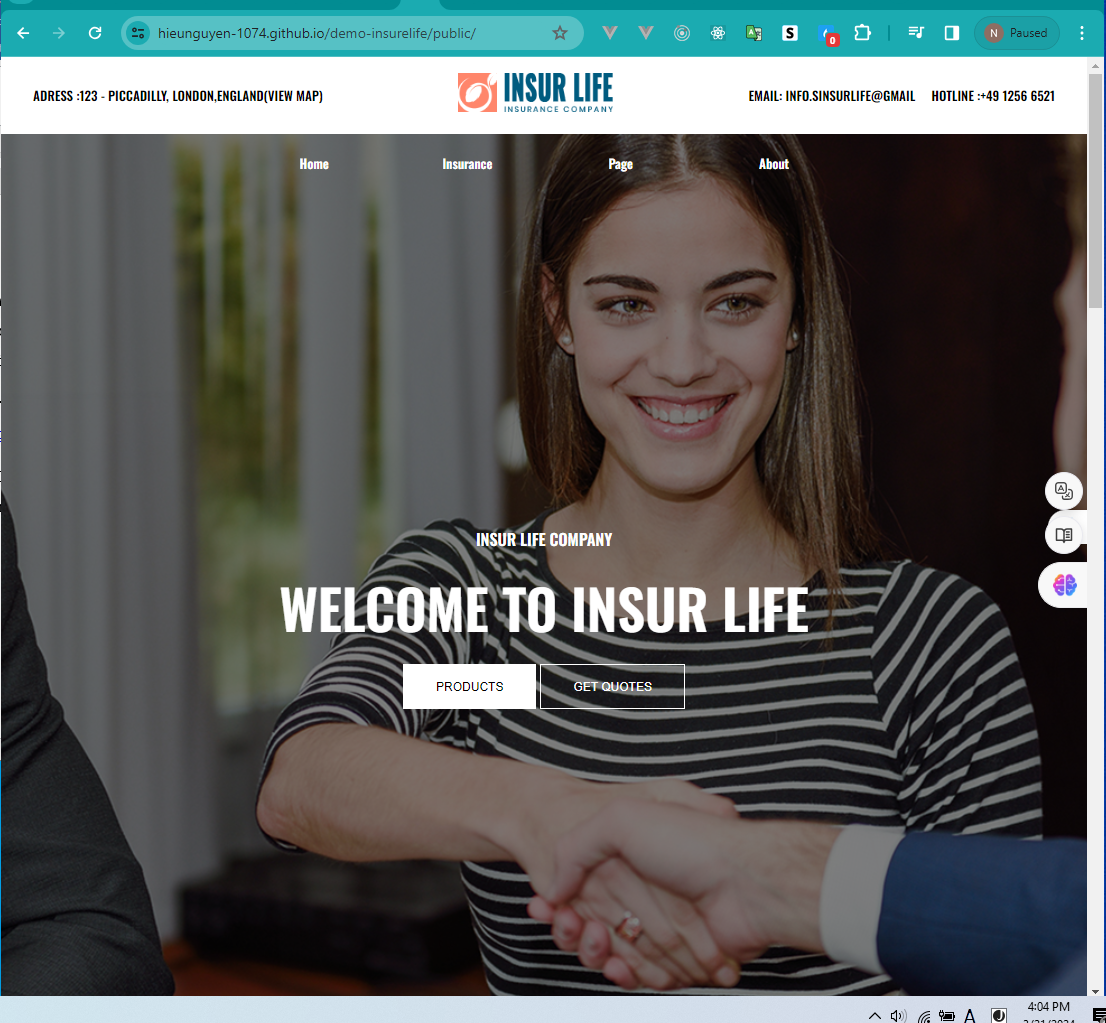 hieunguyen-1074.github.io/demo-insurelife/public/
S
0
N Paused
ADRESS :123 - PICCADILLY, LONDON,ENGLAND(VIEW MAP)
INSUR LIFE
INSURANCE COMPANY
EMAIL: INFO.SINSURLIFE@GMAIL HOTLINE :+49 1256 6521
Home Insurance Page About
INSUR LIFE COMPANY
WELCOME TO INSUR LIFE
PRODUCTS GET QUOTES
A
4:04 PM